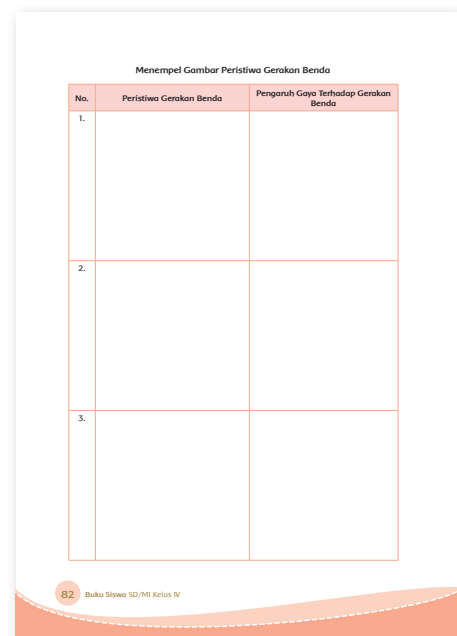 Menempel Gambar Peristiwa Gerakan Benda
No. Peristiwa Gerakan Benda Pengaruh Gaya Terhadap Gerakan
Benda
1.
2.
3.
82 Buku Siswa SD/MI Kelas IV